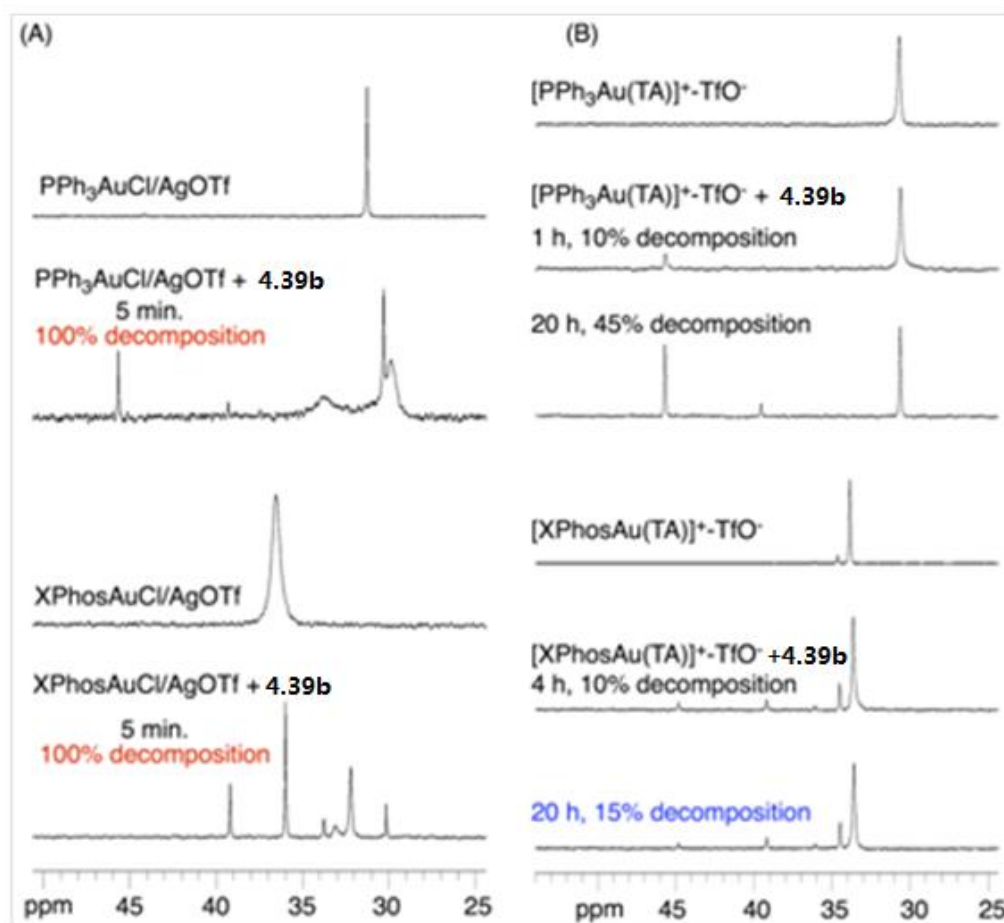 (A)
PPh₃AuCl/AgOTf
PPh₃AuCl/AgOTf + 4.39b
5 min.
100% decomposition
XPhosAuCl/AgOTf
XPhosAuCl/AgOTf + 4.39b
5 min.
100% decomposition
ppm 45 40 35 30 25
(B)
[PPh₃Au(TA)]⁺-TfO⁻
[PPh₃Au(TA)]⁺-TfO⁻ + 4.39b
1 h, 10% decomposition
20 h, 45% decomposition
[XPhosAu(TA)]⁺-TfO⁻
[XPhosAu(TA)]⁺-TfO⁻ +4.39b
4 h, 10% decomposition
20 h, 15% decomposition
ppm 45 40 35 30 25